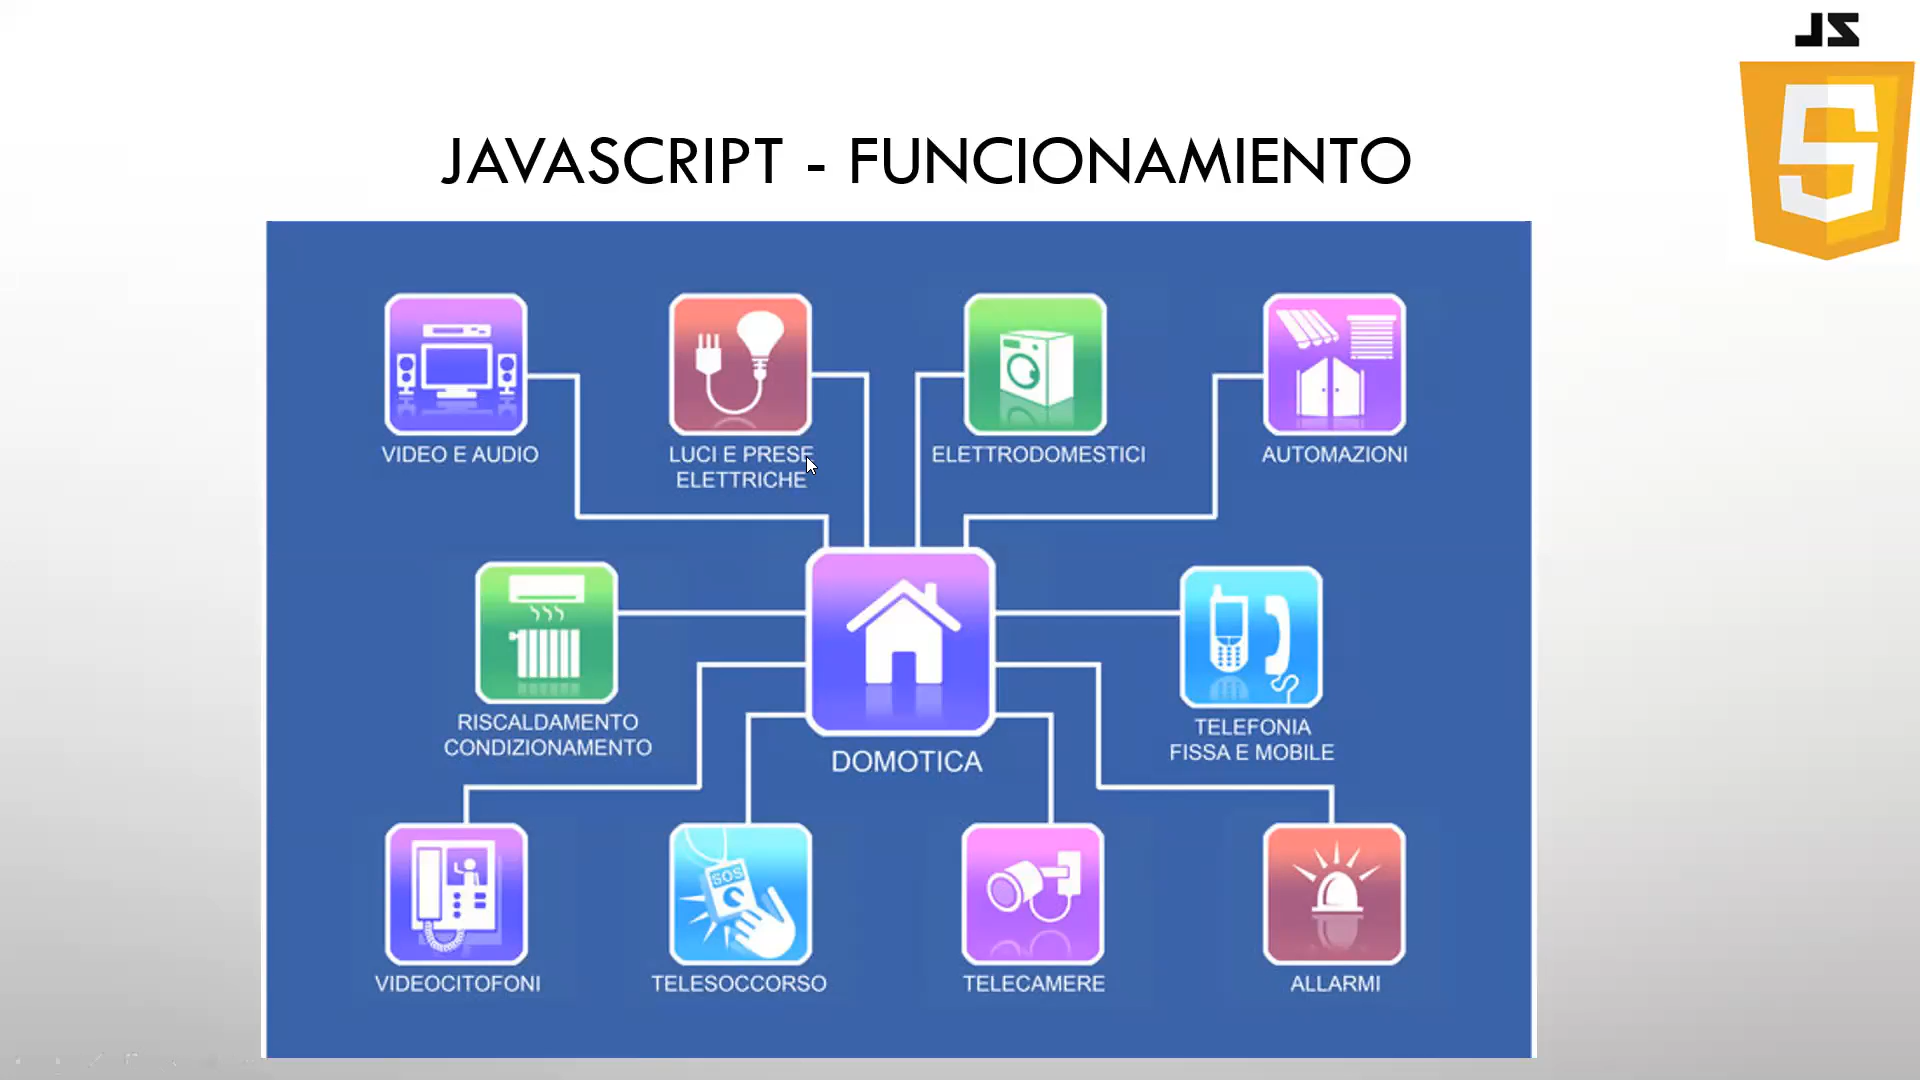 JS
JAVASCRIPT - FUNCIONAMIENTO
VIDEO E AUDIO
LUCI E PRESE
ELETTRICHE
ELETTRODOMESTICI
AUTOMAZIONI
RISCALDAMENTO
CONDIZIONAMENTO
DOMOTICA
TELEFONIA
FISSA E MOBILE
SOS
VIDEOCITOFONI
TELESOCCORSO
TELECAMERE
ALLARMI